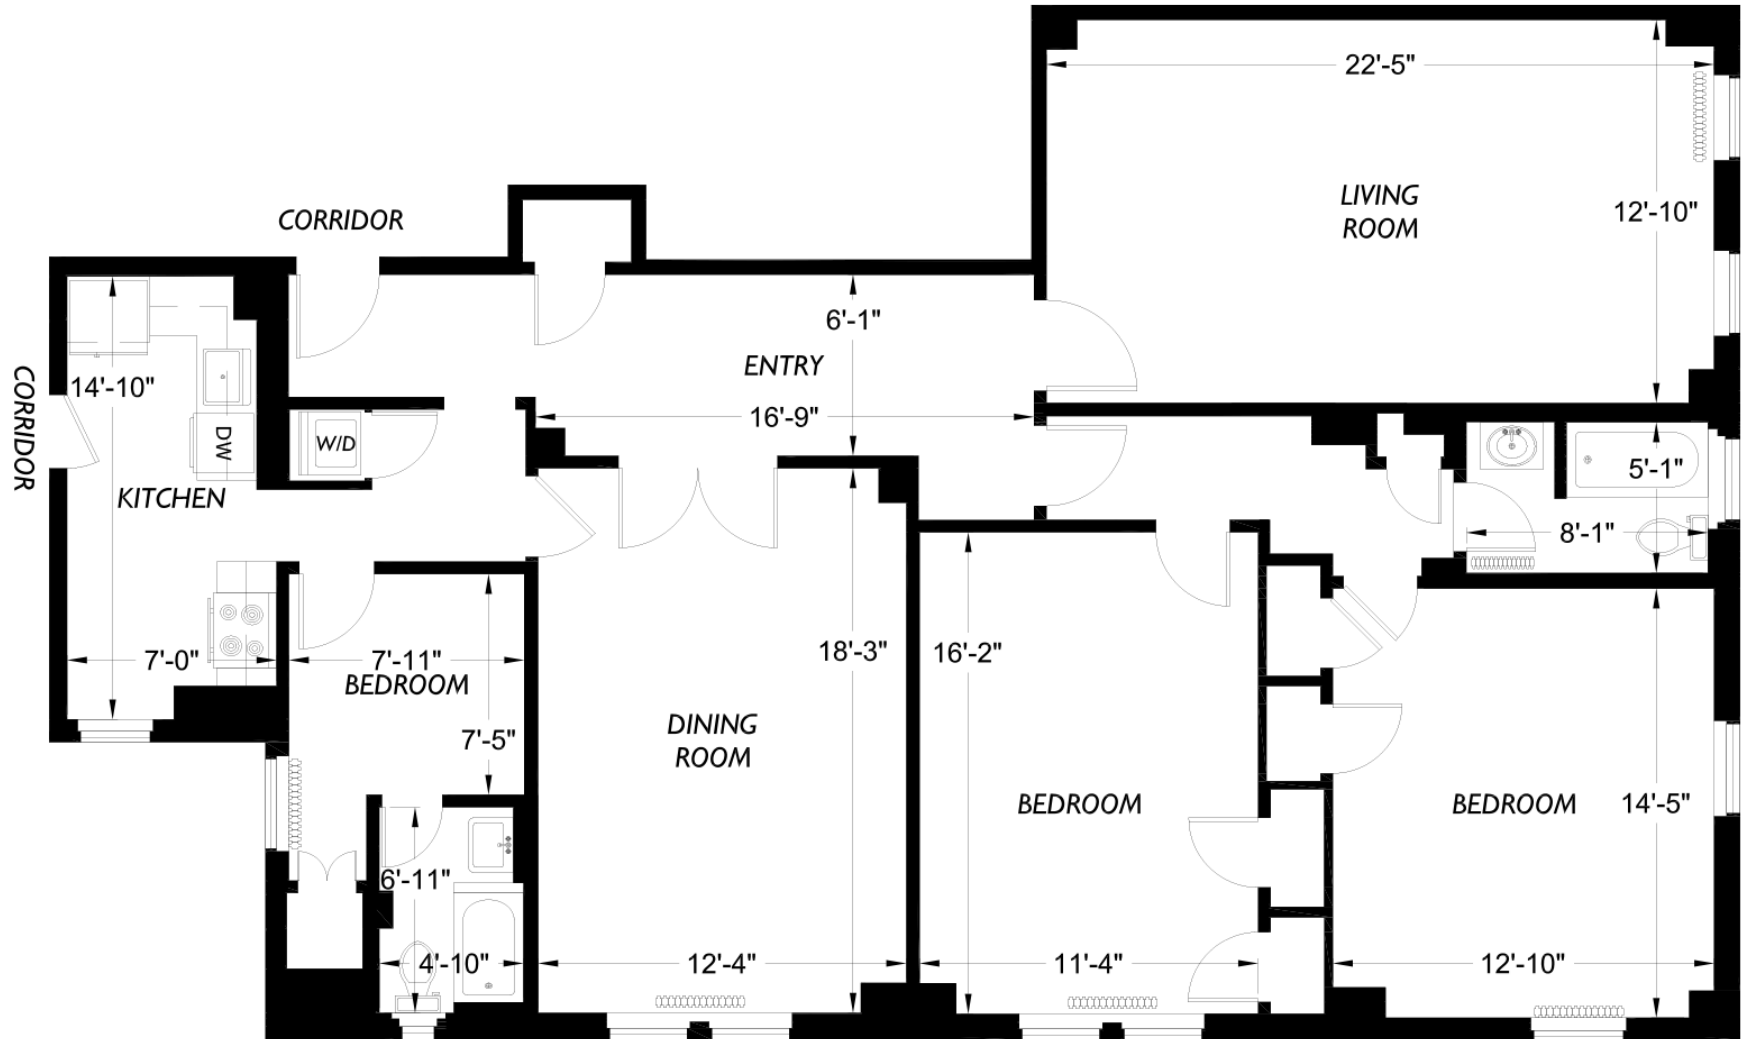 22'-5"
LIVING
ROOM
12'-10"
CORRIDOR
6'-1"
ENTRY
16'-9"
CORRIDOR
14'-10"
W/D
DW
KITCHEN
5'-1"
8'-1"
7'-0"
7'-11"
BEDROOM
7'-5"
18'-3"
DINING
ROOM
16'-2"
BEDROOM
BEDROOM
14'-5"
6'-11"
4'-10"
12'-4"
11'-4"
12'-10"